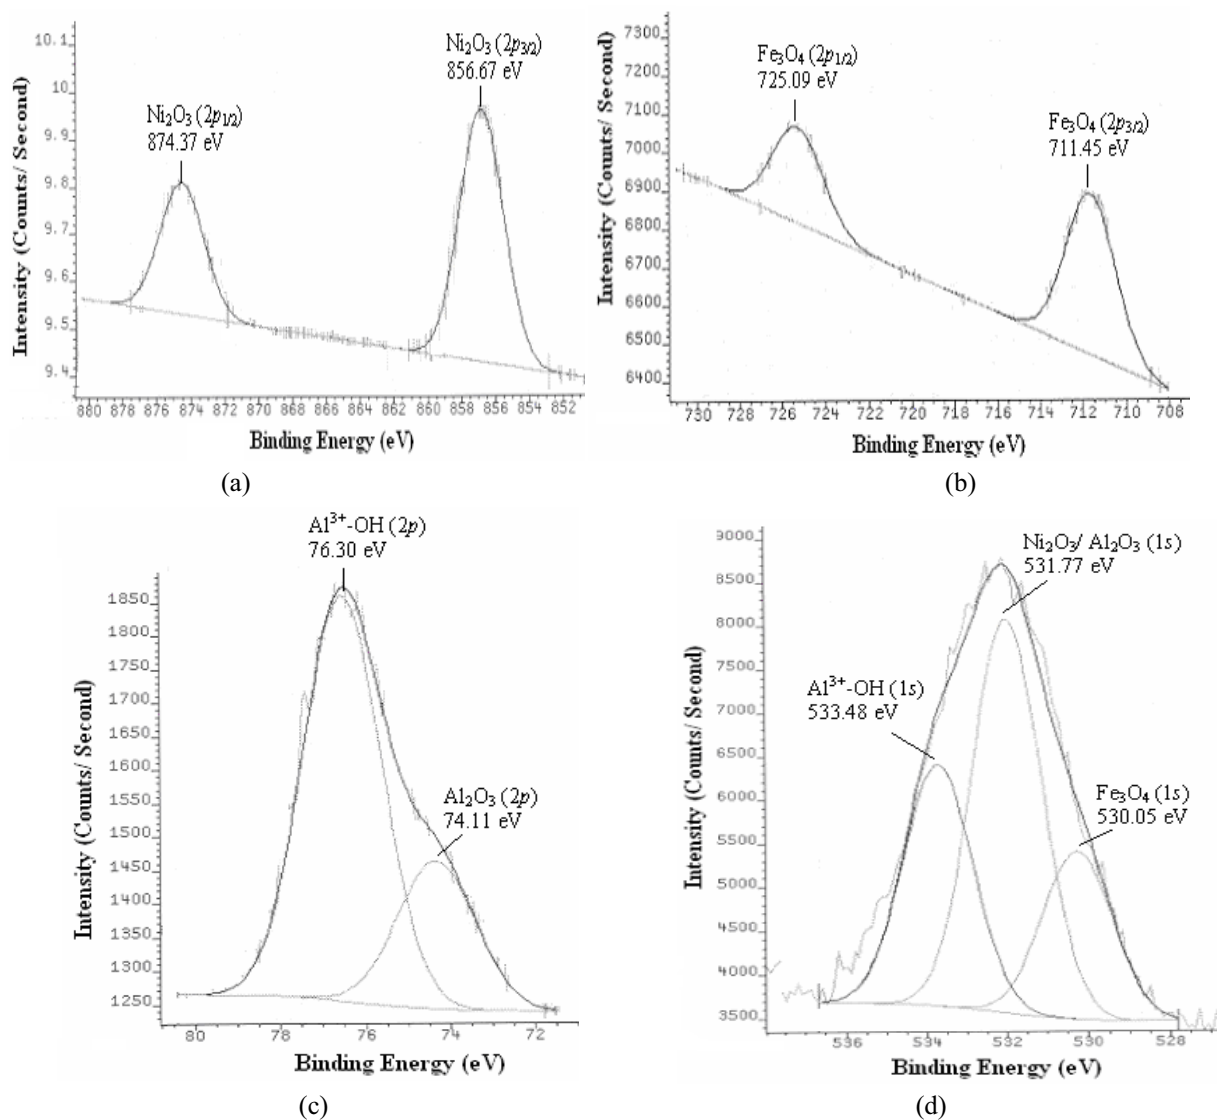 Ni₂O₃ (2p₃/₂)
856.67 eV
Ni₂O₃ (2p₁/₂)
874.37 eV
10.1
10
9.9
9.8
9.7
9.6
9.5
9.4
Intensity (Counts/ Second)
880 878 876 874 872 870 868 866 864 862 860 858 856 854 852
Binding Energy (eV)
(a)
Fe₃O₄ (2p₁/₂)
725.09 eV
Fe₃O₄ (2p₃/₂)
711.45 eV
7300
7200
7100
7000
6900
6800
6700
6600
6500
6400
Intensity (Counts/ Second)
730 728 726 724 722 720 718 716 714 712 710 708
Binding Energy (eV)
(b)
Al³⁺-OH (2p)
76.30 eV
Al₂O₃ (2p)
74.11 eV
1850
1800
1750
1700
1650
1600
1550
1500
1450
1400
1350
1300
1250
Intensity (Counts/ Second)
80 78 76 74 72
Binding Energy (eV)
(c)
Ni₂O₃/ Al₂O₃ (1s)
531.77 eV
Al³⁺-OH (1s)
533.48 eV
Fe₃O₄ (1s)
530.05 eV
9000
8500
8000
7500
7000
6500
6000
5500
5000
4500
4000
3500
Intensity (Counts/ Second)
536 534 532 530 528
Binding Energy (eV)
(d)